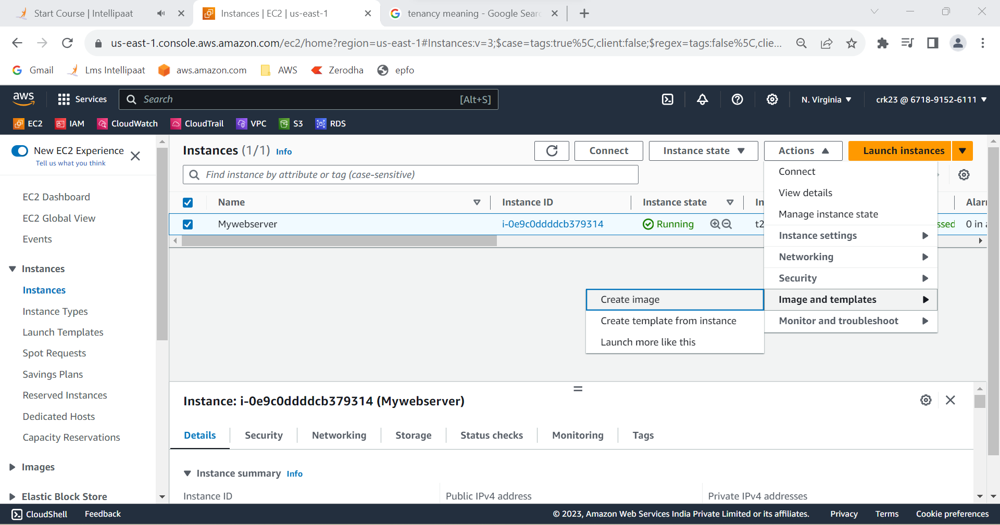 Start Course | Intellipaat
Instances | EC2 | us-east-1
tenancy meaning - Google Sear
us-east-1.console.aws.amazon.com/ec2/home?region=us-east-1#Instances:v=3;$case=tags:true%5C,client:false;$regex=tags:false%5C,clie...
Gmail
Lms Intellipaat
aws.amazon.com
AWS
Zerodha
epfo
aws
Services
Search
[Alt+S]
N. Virginia
crk23 @ 6718-9152-6111
EC2
IAM
CloudWatch
CloudTrail
VPC
S3
RDS
New EC2 Experience
Tell us what you think
EC2 Dashboard
EC2 Global View
Events
Instances
Instances
Instance Types
Launch Templates
Spot Requests
Savings Plans
Reserved Instances
Dedicated Hosts
Capacity Reservations
Images
Elastic Block Store
Instances (1/1) Info
Connect
Instance state
Actions
Launch instances
Find instance by attribute or tag (case-sensitive)
Name
Instance ID
Instance state
In
Alarr
Mywebserver
i-0e9c0ddddcb379314
Running
t2
ssed
0 in a
Connect
View details
Manage instance state
Instance settings
Networking
Security
Image and templates
Monitor and troubleshoot
Create image
Create template from instance
Launch more like this
Instance: i-0e9c0ddddcb379314 (Mywebserver)
Details
Security
Networking
Storage
Status checks
Monitoring
Tags
Instance summary Info
Instance ID
Public IPv4 address
Private IPv4 addresses
CloudShell
Feedback
© 2023, Amazon Web Services India Private Limited or its affiliates.
Privacy
Terms
Cookie preferences